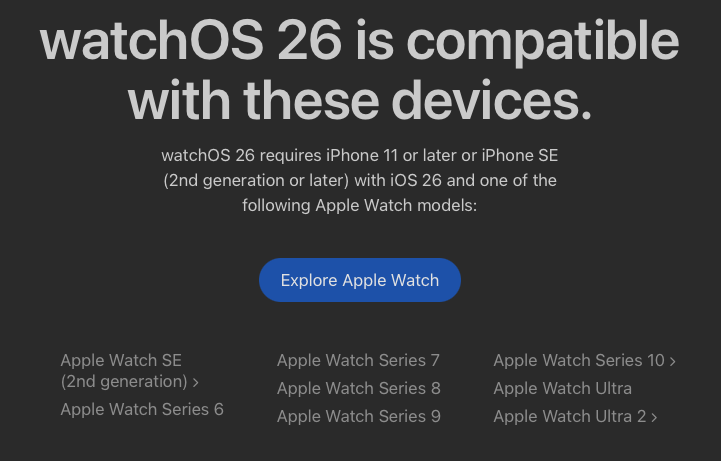 watchOS 26 is compatible
with these devices.
watchOS 26 requires iPhone 11 or later or iPhone SE
(2nd generation or later) with iOS 26 and one of the
following Apple Watch models:
Explore Apple Watch
Apple Watch SE
(2nd generation) >
Apple Watch Series 6
Apple Watch Series 7
Apple Watch Series 8
Apple Watch Series 9
Apple Watch Series 10 >
Apple Watch Ultra
Apple Watch Ultra 2 >